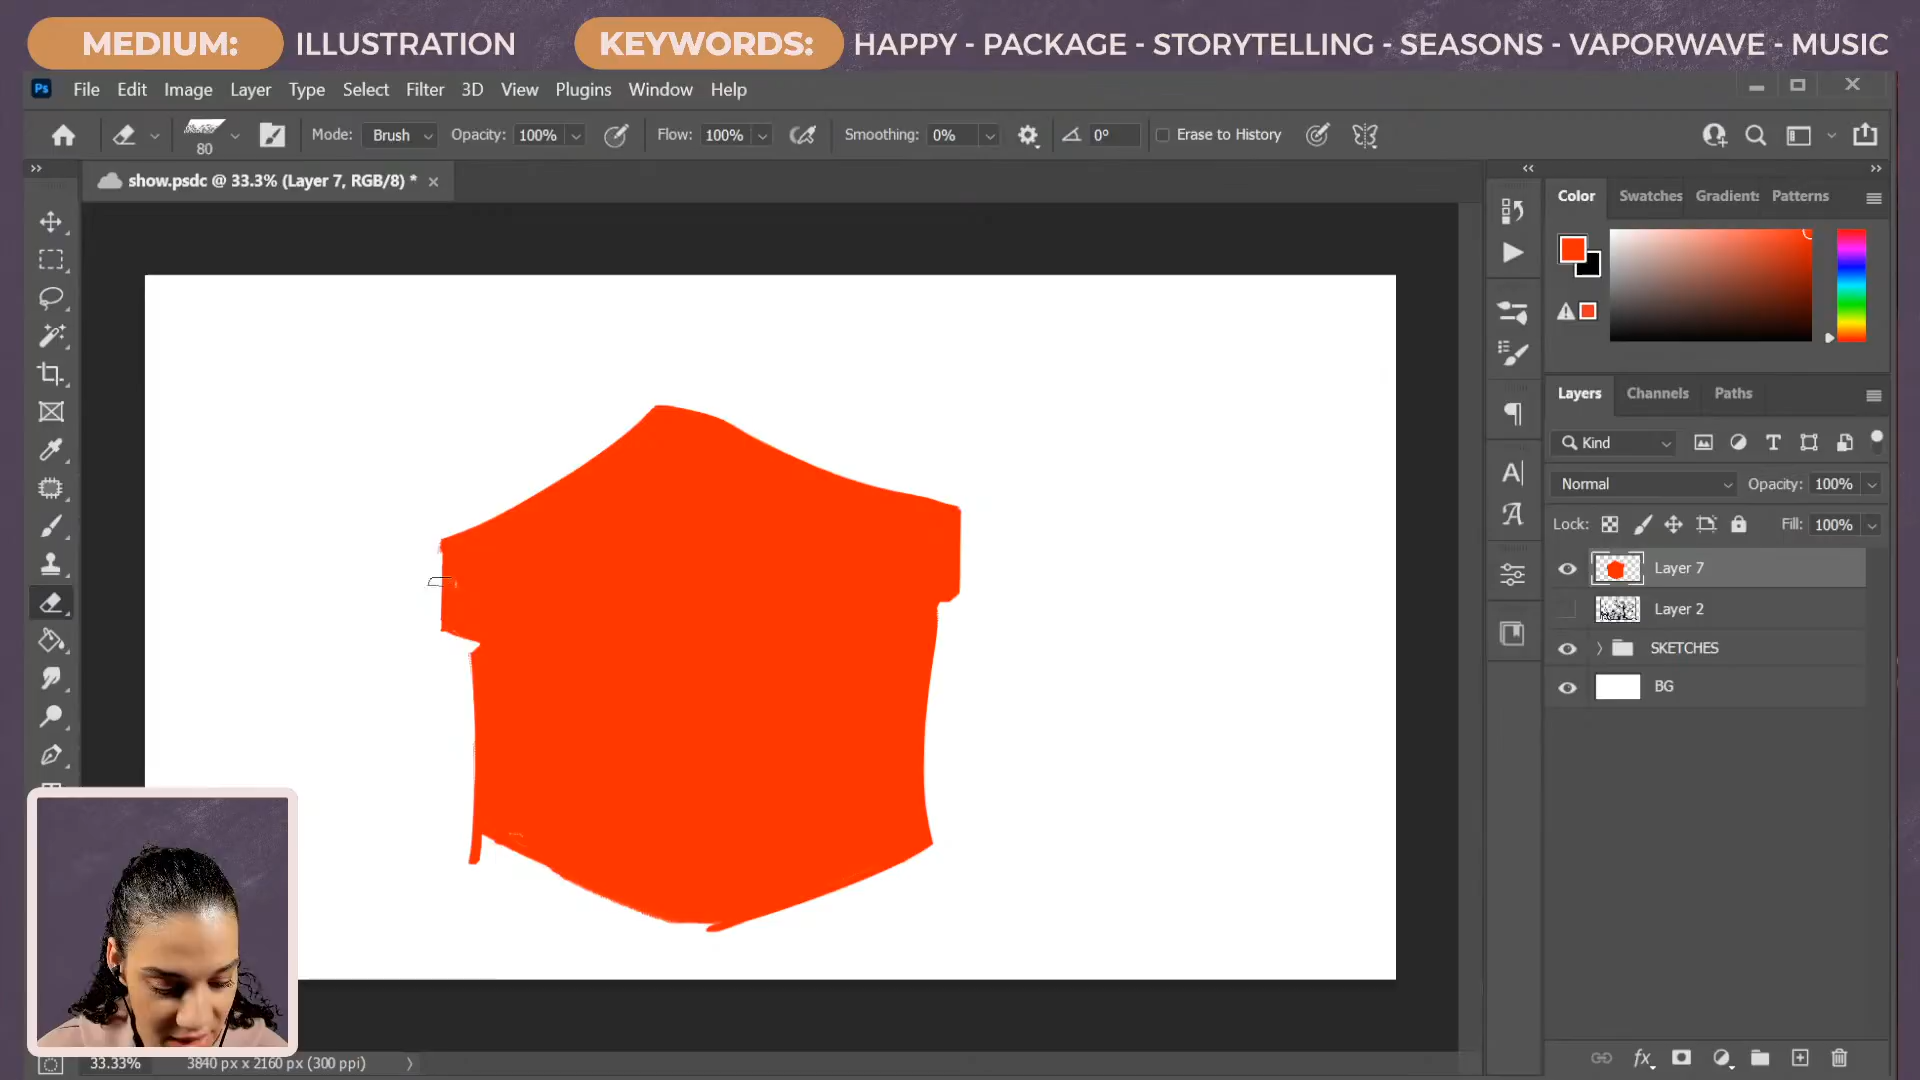 MEDIUM: ILLUSTRATION KEYWORDS: HAPPY - PACKAGE - STORYTELLING - SEASONS - VAPORWAVE - MUSIC
Ps File Edit Image Layer Type Select Filter 3D View Plugins Window Help
80 Mode: Brush Opacity: 100% Flow: 100% Smoothing: 0% 0° Erase to History
show.psdc @ 33.3% (Layer 7, RGB/8) *
Color Swatches Gradients Patterns
Layers Channels Paths
Kind
Normal Opacity: 100%
Lock: Fill: 100%
Layer 7
Layer 2
SKETCHES
BG
33.33% 3840 px x 2160 px (300 ppi)
fx